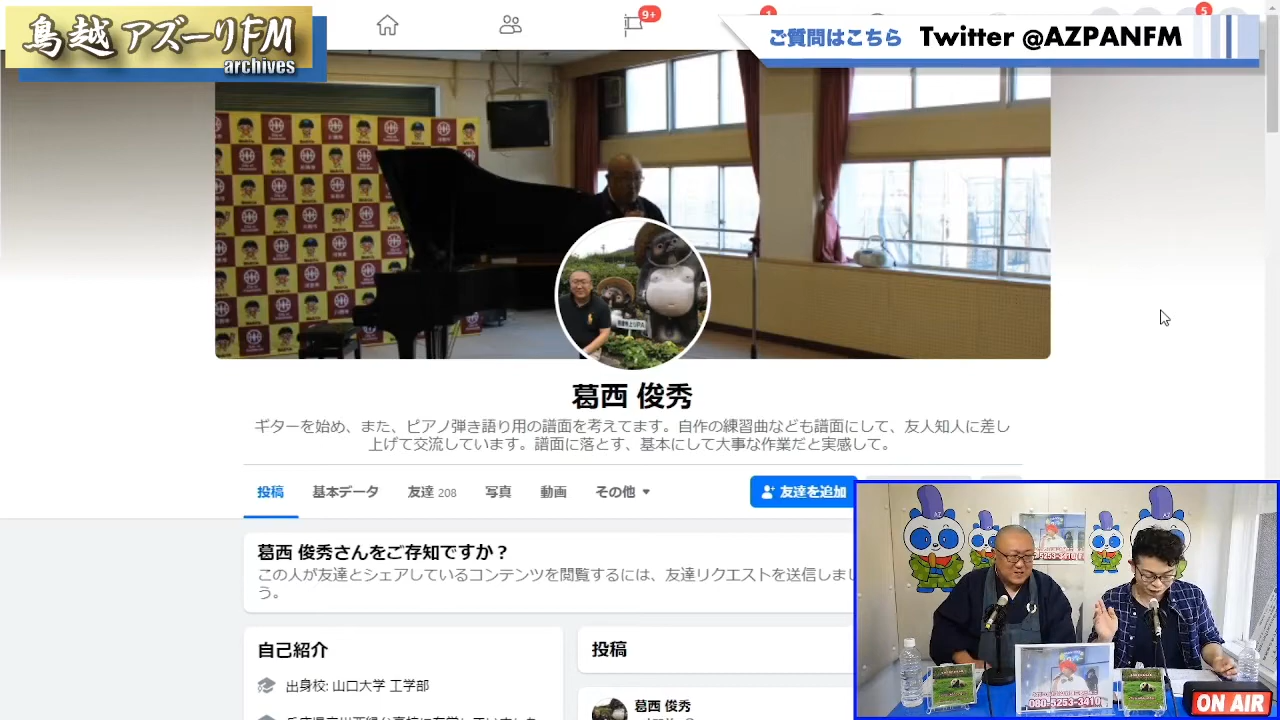 鳥越アズーリFM
archives
9+
1
5
ご質問はこちら Twitter @AZPANFM
葛西 俊秀
ギターを始め、また、ピアノ弾き語り用の譜面を考えてます。自作の練習曲なども譜面にして、友人知人に差し
上げて交流しています。譜面に落とす、基本にして大事な作業だと実感して。
投稿 基本データ 友達 208 写真 動画 その他
友達を追加
葛西 俊秀さんをご存知ですか？
この人が友達とシェアしているコンテンツを閲覧するには、友達リクエストを送信しまし
う。
自己紹介
投稿
出身校: 山口大学 工学部
葛西 俊秀
080-5253-3410
ON AIR